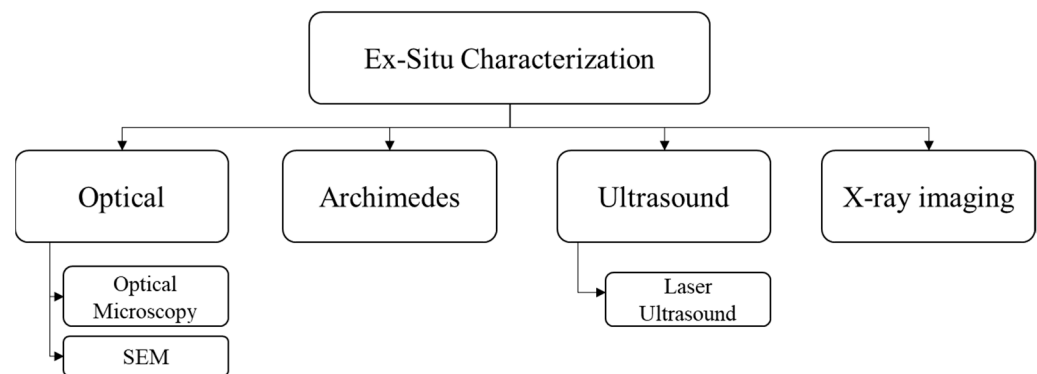 Ex-Situ Characterization
Optical
Archimedes
Ultrasound
X-ray imaging
Optical
Microscopy
SEM
Laser
Ultrasound